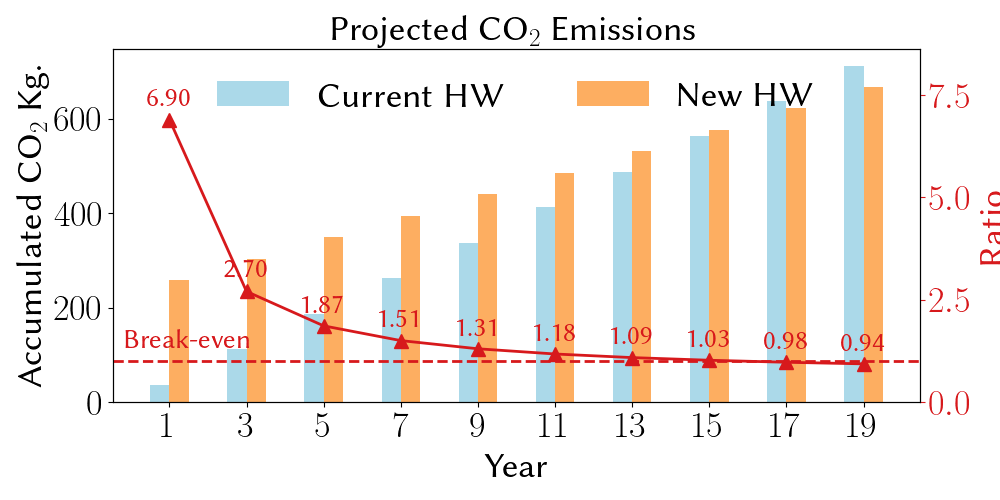 Projected CO₂ Emissions
Current HW
New HW
Accumulated CO₂ Kg.
600
400
200
0
7.5
5.0
2.5
0.0
Ratio
6.90
2.70
1.87
1.51
1.31
1.18
1.09
1.03
0.98
0.94
Break-even
1 3 5 7 9 11 13 15 17 19
Year